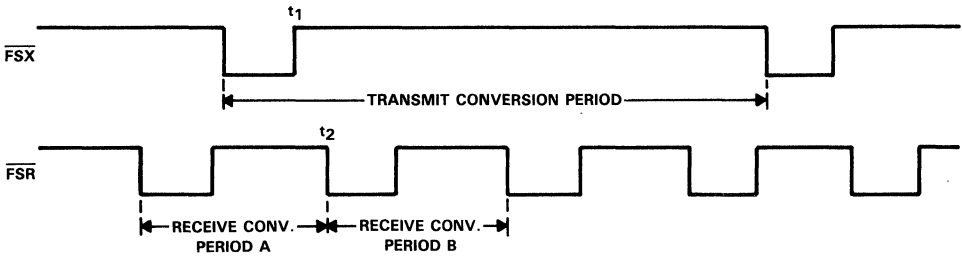 t1
FSX
TRANSMIT CONVERSION PERIOD
t2
FSR
RECEIVE CONV.
PERIOD A
RECEIVE CONV.
PERIOD B